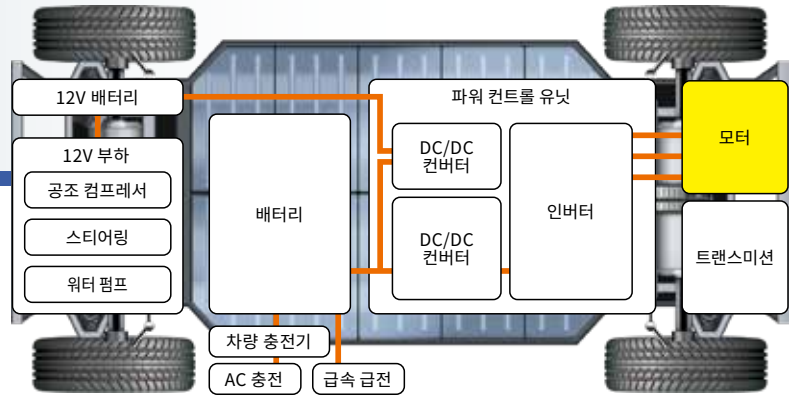 12V 배터리
12V 부하
공조 컴프레서
스티어링
워터 펌프
배터리
차량 충전기
AC 충전
급속 급전
파워 컨트롤 유닛
DC/DC
컨버터
DC/DC
컨버터
인버터
모터
트랜스미션